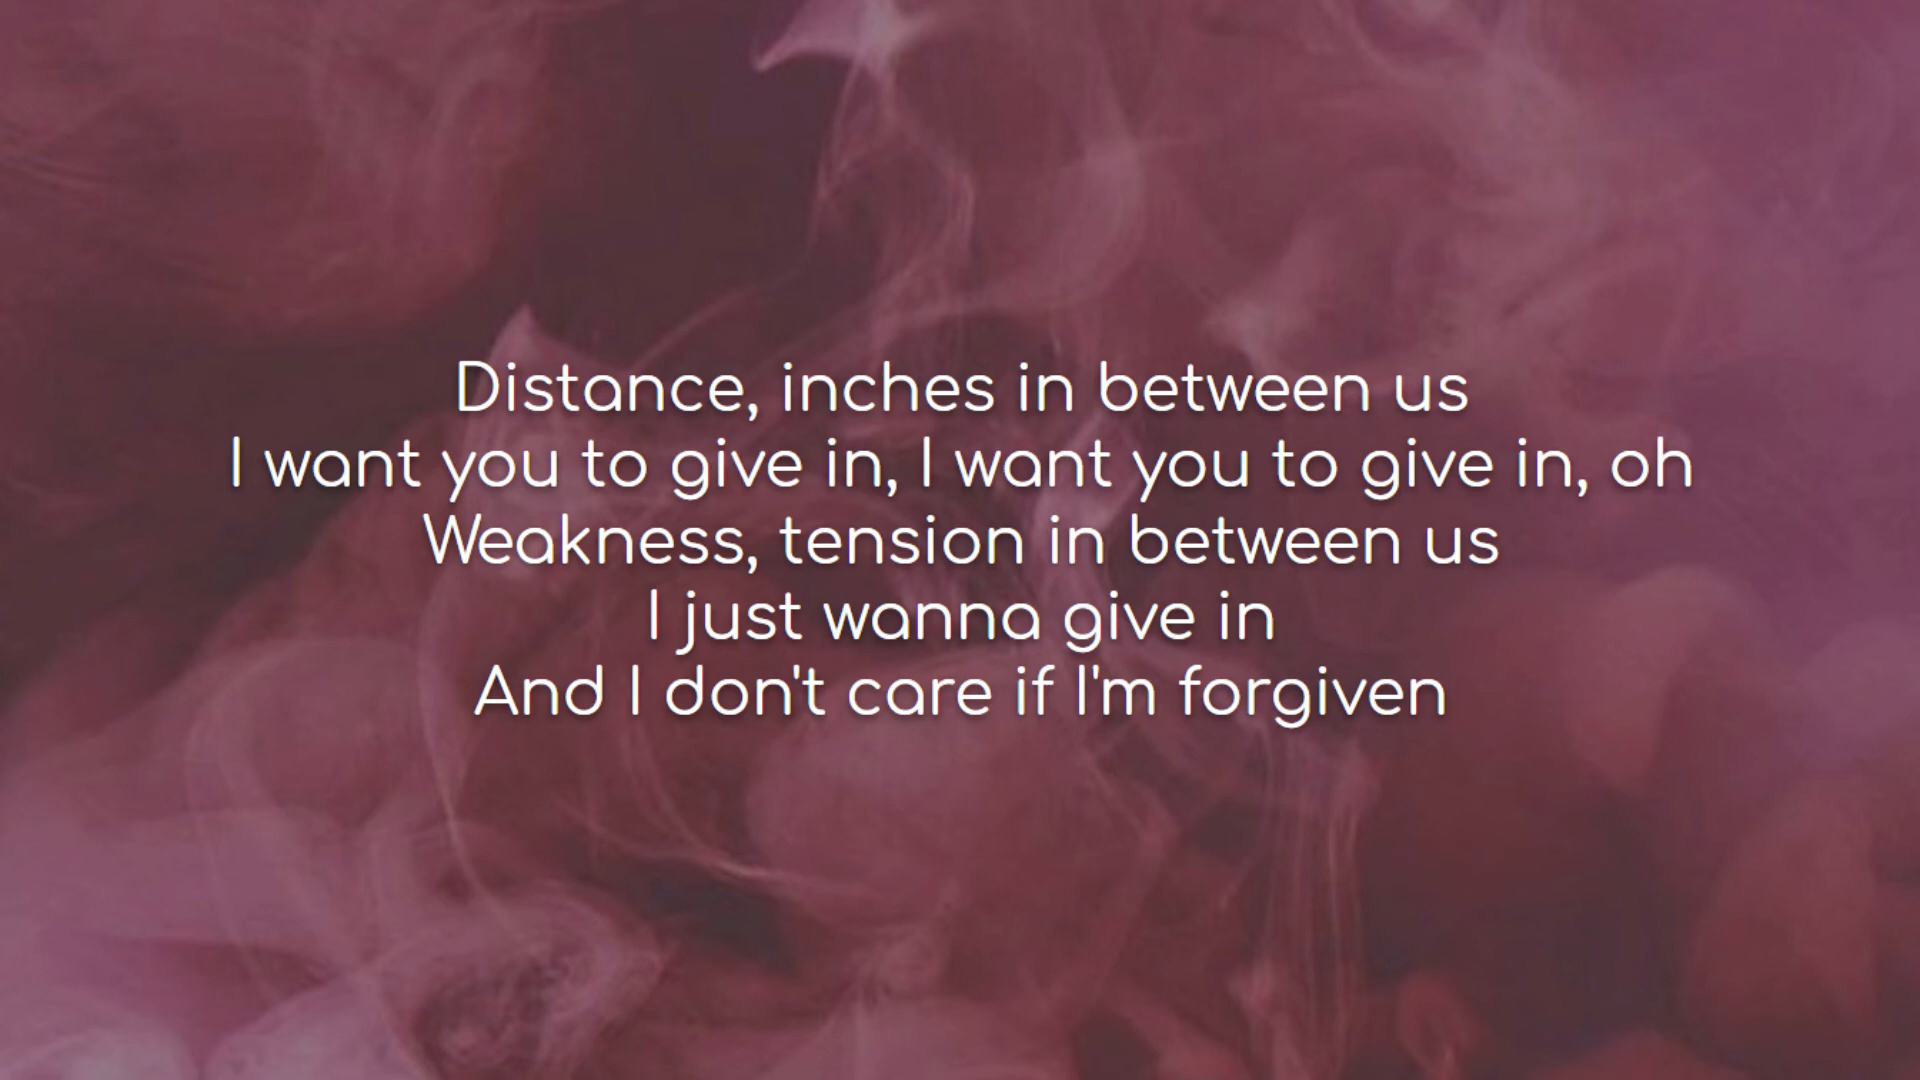 Distance, inches in between us
I want you to give in, I want you to give in, oh
Weakness, tension in between us
I just wanna give in
And I don't care if I'm forgiven